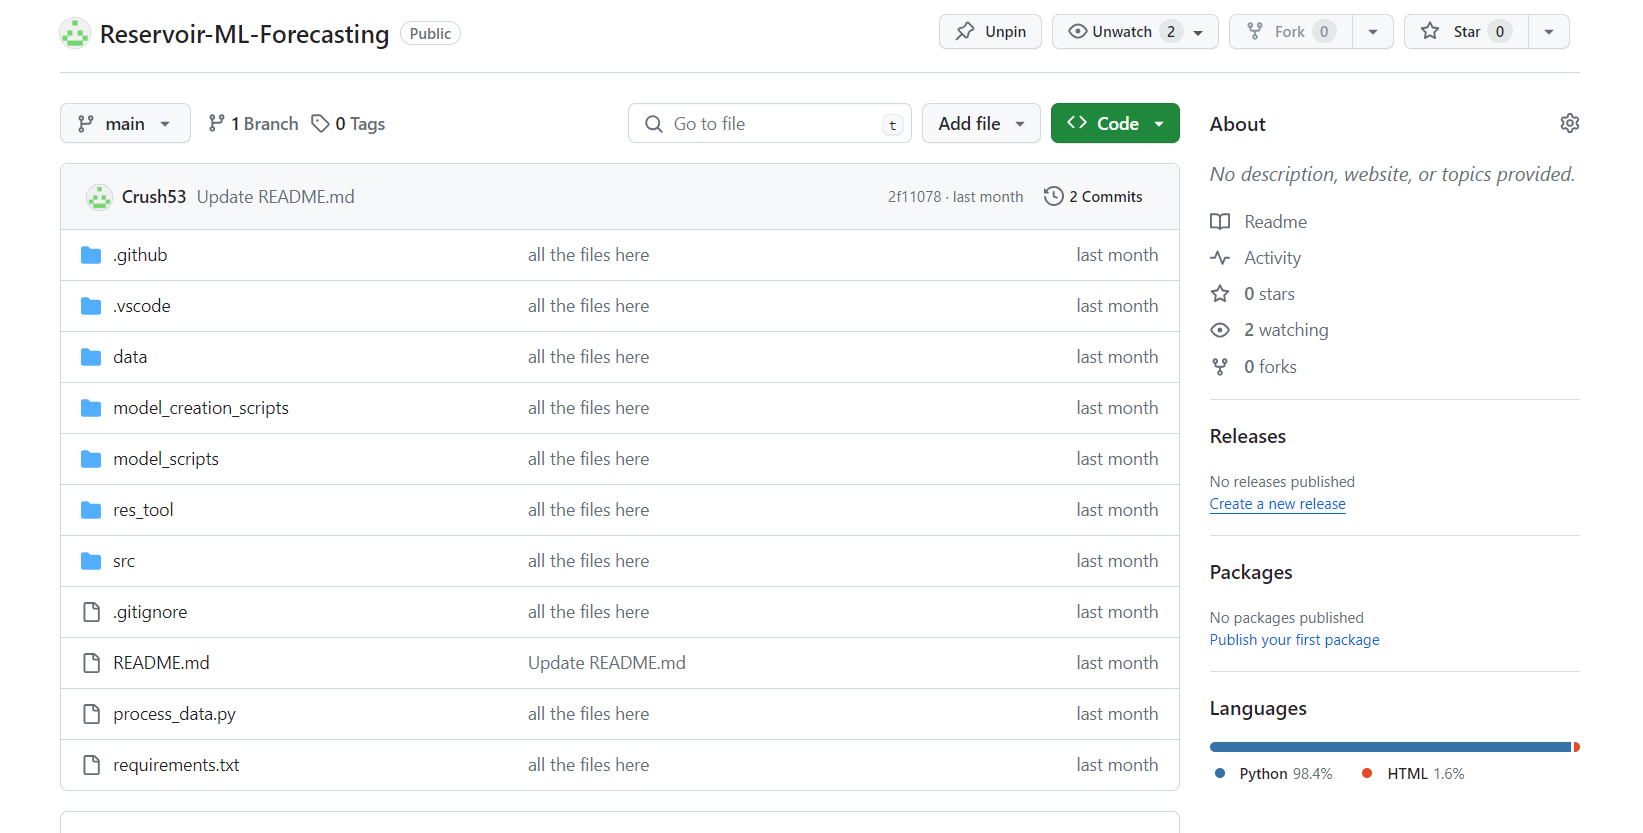 Reservoir-ML-Forecasting Public Unpin Unwatch 2 Fork 0 Star 0
main 1 Branch 0 Tags Go to file t Add file Code
Crush53 Update README.md 2f11078 · last month 2 Commits
.github all the files here last month
.vscode all the files here last month
data all the files here last month
model_creation_scripts all the files here last month
model_scripts all the files here last month
res_tool all the files here last month
src all the files here last month
.gitignore all the files here last month
README.md Update README.md last month
process_data.py all the files here last month
requirements.txt all the files here last month
About
No description, website, or topics provided.
Readme
Activity
0 stars
2 watching
0 forks
Releases
No releases published
Create a new release
Packages
No packages published
Publish your first package
Languages
Python 98.4% HTML 1.6%